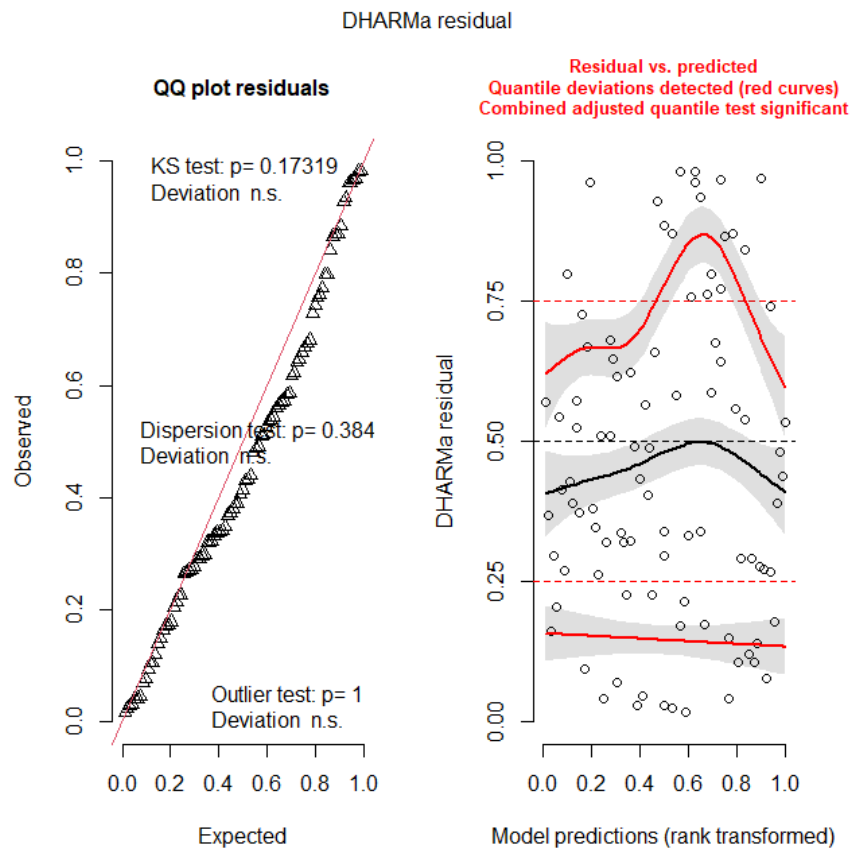 DHARMa residual
QQ plot residuals
KS test: p= 0.17319
Deviation n.s.
Dispersion test: p= 0.384
Deviation n.s.
Outlier test: p= 1
Deviation n.s.
Observed
0.0 0.2 0.4 0.6 0.8 1.0
0.0 0.2 0.4 0.6 0.8 1.0
Expected
Residual vs. predicted
Quantile deviations detected (red curves)
Combined adjusted quantile test significant
DHARMa residual
0.00 0.25 0.50 0.75 1.00
0.0 0.2 0.4 0.6 0.8 1.0
Model predictions (rank transformed)